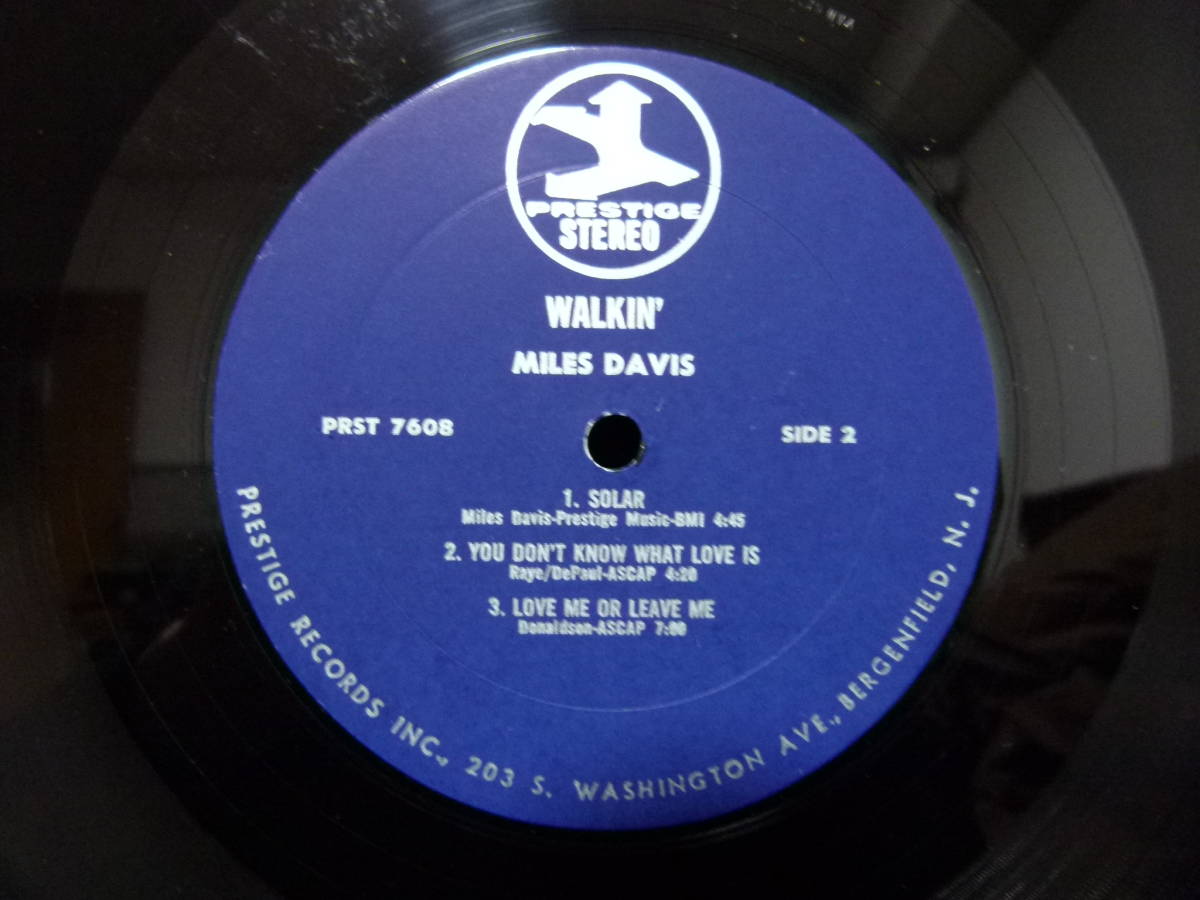 PRESTIGE
STEREO
WALKIN'
MILES DAVIS
PRST 7608
SIDE 2
1. SOLAR
Miles Davis-Prestige Music-BMI 4:45
2. YOU DON'T KNOW WHAT LOVE IS
Raye/DePaul-ASCAP 4:20
3. LOVE ME OR LEAVE ME
Donaldson-ASCAP 7:00
PRESTIGE RECORDS INC., 203 S. WASHINGTON AVE., BERGENFIELD, N. J.